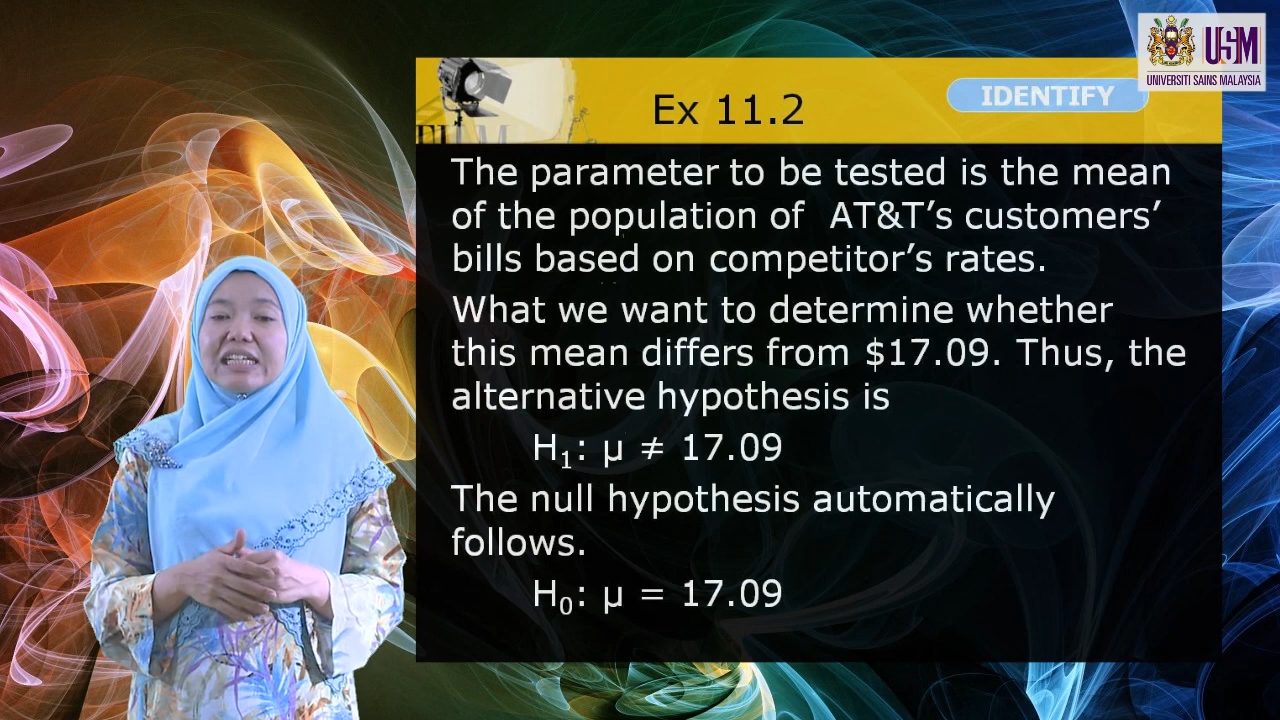 USM
UNIVERSITI SAINS MALAYSIA
IDENTIFY
Ex 11.2
FILM
The parameter to be tested is the mean
of the population of  AT&T’s customers’
bills based on competitor’s rates.
What we want to determine whether
this mean differs from $17.09. Thus, the
alternative hypothesis is
H₁: µ ≠ 17.09
The null hypothesis automatically
follows.
H₀: µ = 17.09